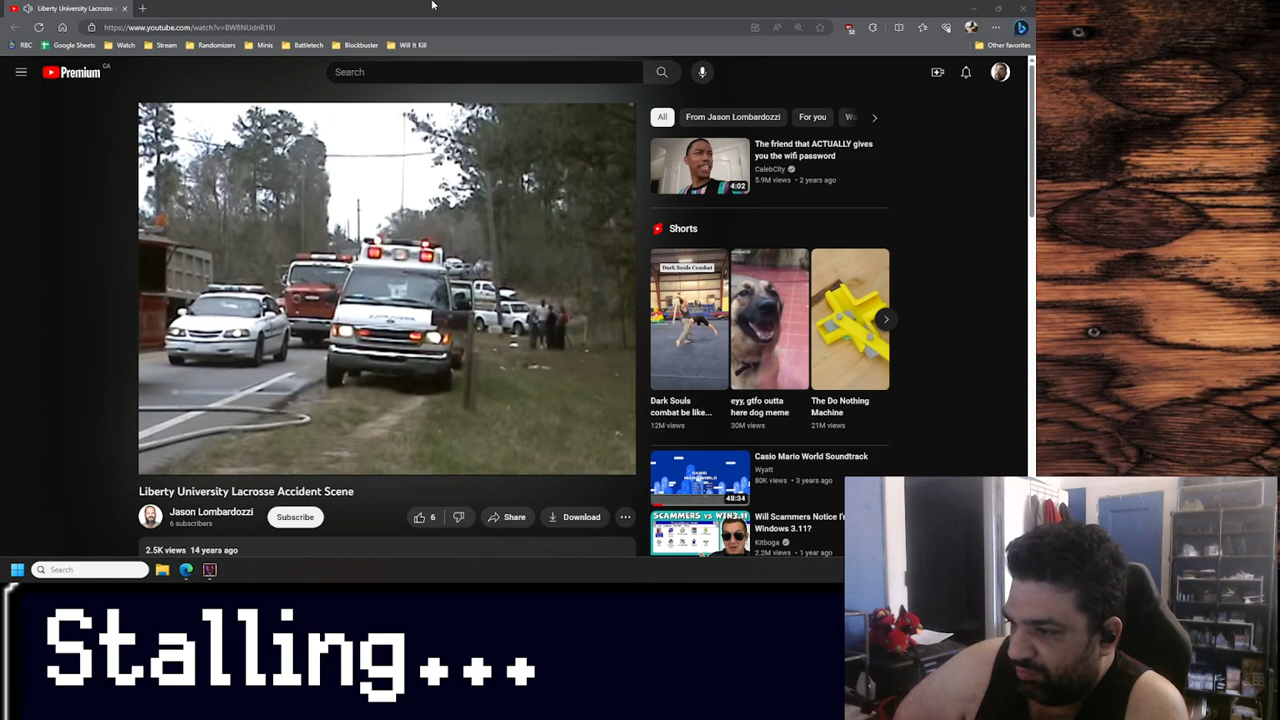 Liberty University Lacrosse
https://www.youtube.com/watch?v=BWBNUdnR1KI
12
RBC
Google Sheets
Watch
Stream
Randomizers
Minis
Battletech
Blockbuster
Will It Kill
Other favorites
Premium
CA
Search
All
From Jason Lombardozzi
For you
The friend that ACTUALLY gives
you the wifi password
CalebCity
5.9M views • 2 years ago
4:02
Shorts
Dark Souls Combat
Dark Souls
combat be like...
12M views
eyy, gtfo outta
here dog meme
30M views
The Do Nothing
Machine
21M views
CASIO
MARIO WORLD
48:34
Casio Mario World Soundtrack
Wyatt
80K views • 3 years ago
SCAMMERS VS WIN3.11
Will Scammers Notice I'm
Windows 3.11?
Kitboga
2.2M views • 1 year ago
Liberty University Lacrosse Accident Scene
Jason Lombardozzi
6 subscribers
Subscribe
6
Share
Download
2.5K views 14 years ago
Search
Stalling...